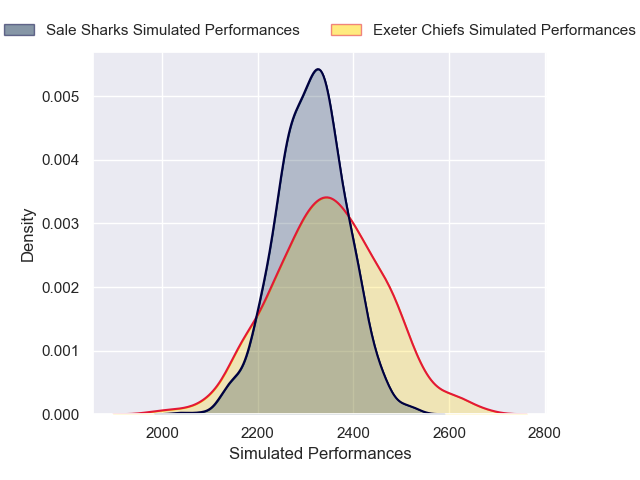 Sale Sharks Simulated Performances Exeter Chiefs Simulated Performances
0.005
0.004
0.003
0.002
0.001
0.000
Density
2000 2200 2400 2600 2800
Simulated Performances